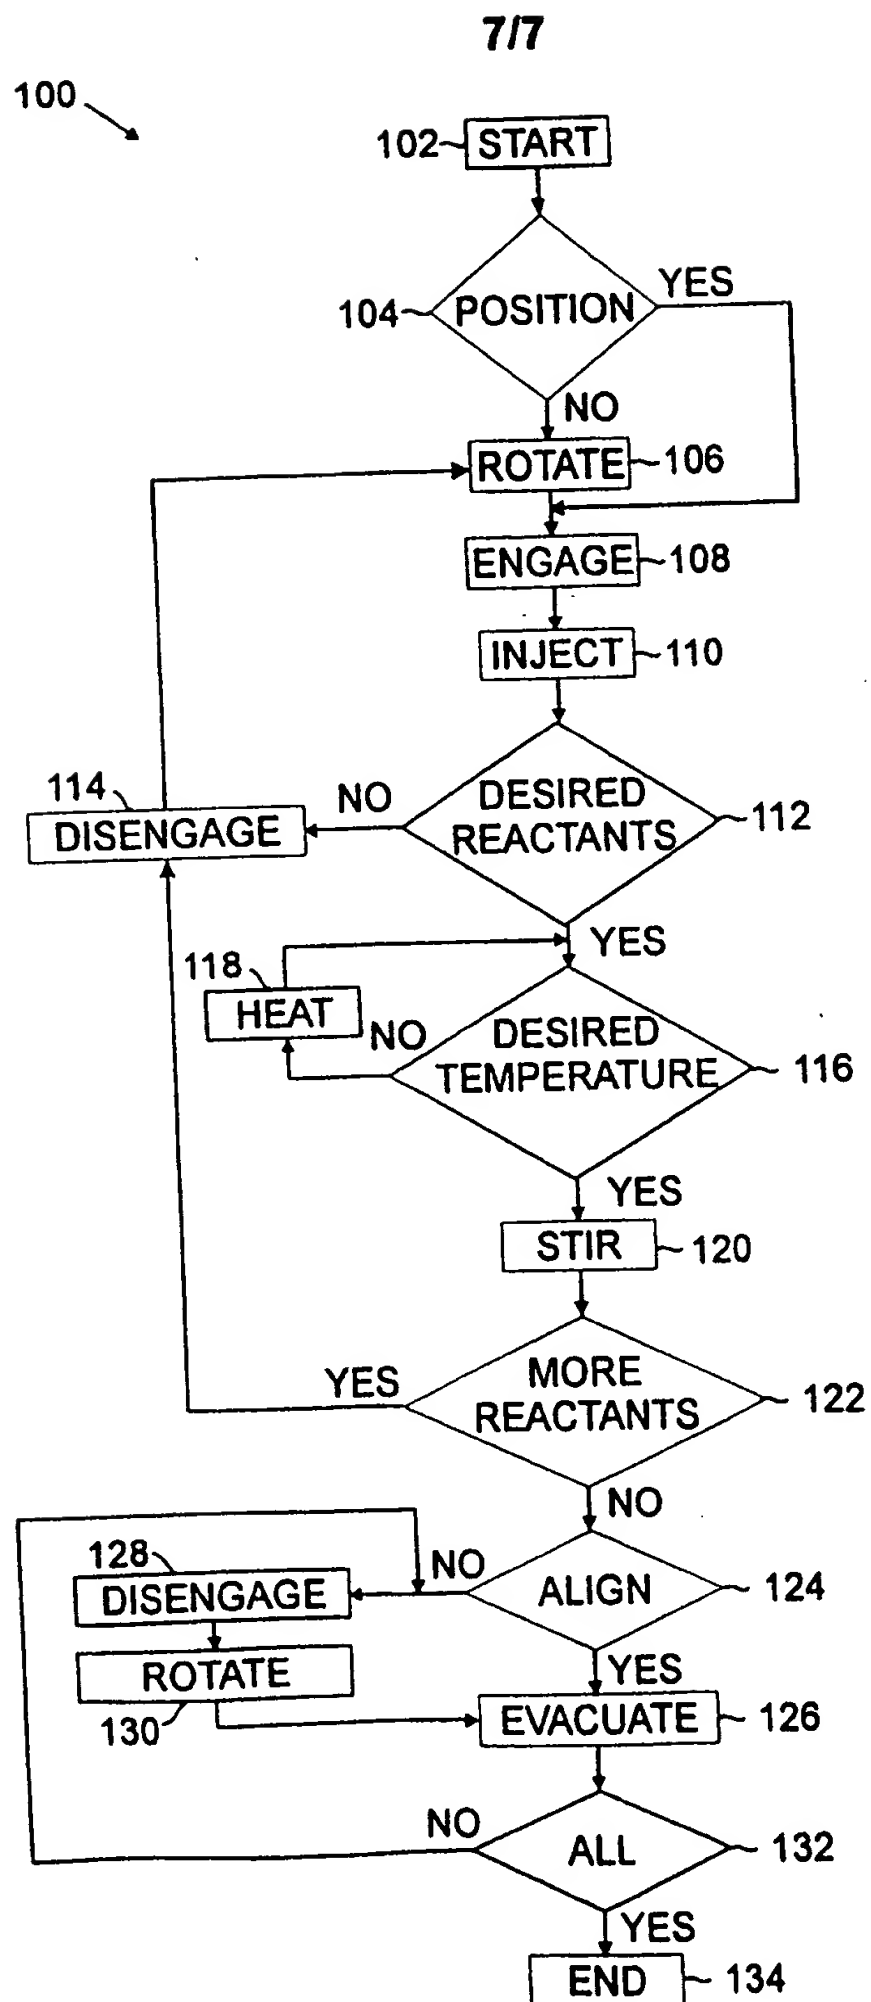 7/7
100
102 START
104 POSITION YES
NO
ROTATE 106
ENGAGE 108
INJECT 110
114
DISENGAGE
NO
DESIRED
REACTANTS
112
YES
118
HEAT
NO
DESIRED
TEMPERATURE
116
YES
STIR 120
YES
MORE
REACTANTS
122
NO
128
DISENGAGE
NO
ALIGN 124
ROTATE
130
YES
EVACUATE 126
NO
ALL 132
YES
END 134